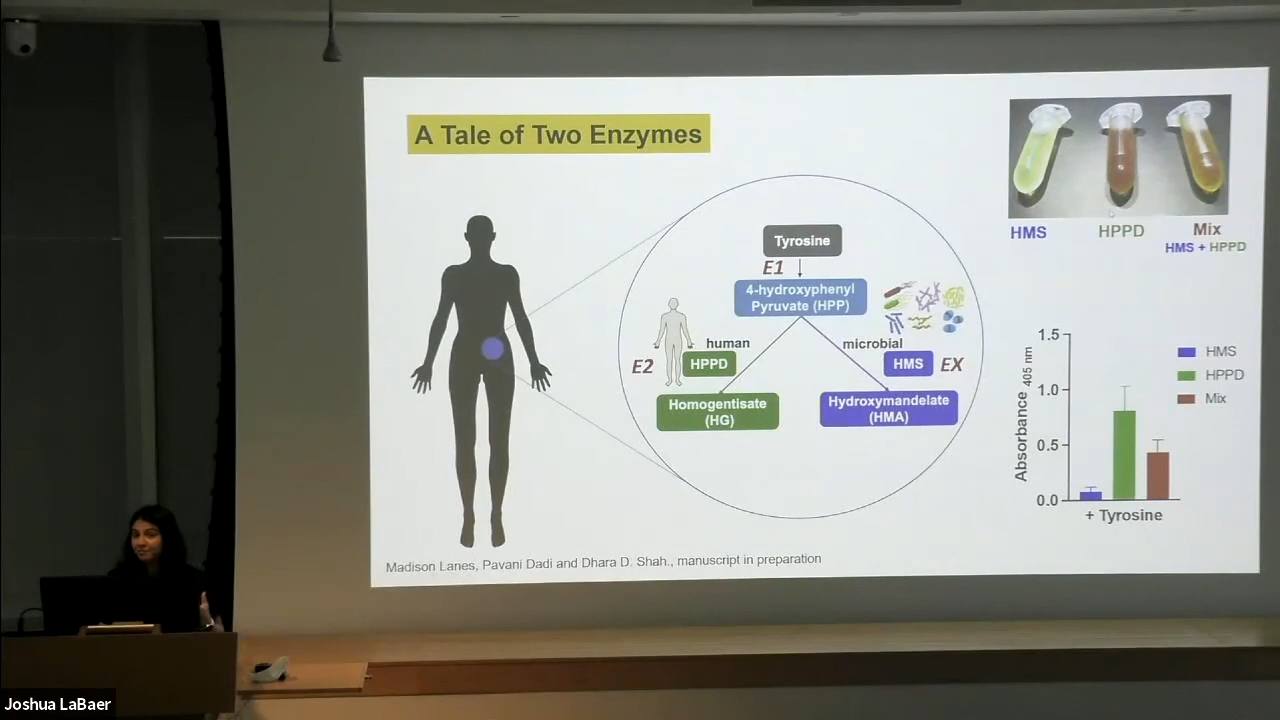 A Tale of Two Enzymes
Tyrosine
E1
4-hydroxyphenyl
Pyruvate (HPP)
human
microbial
E2
HPPD
HMS
EX
Homogentisate
(HG)
Hydroxymandelate
(HMA)
HMS
HPPD
Mix
HMS + HPPD
Absorbance 405 nm
1.5
1.0
0.5
0.0
HMS
HPPD
Mix
+ Tyrosine
Madison Lanes, Pavani Dadi and Dhara D. Shah., manuscript in preparation
Joshua LaBaer